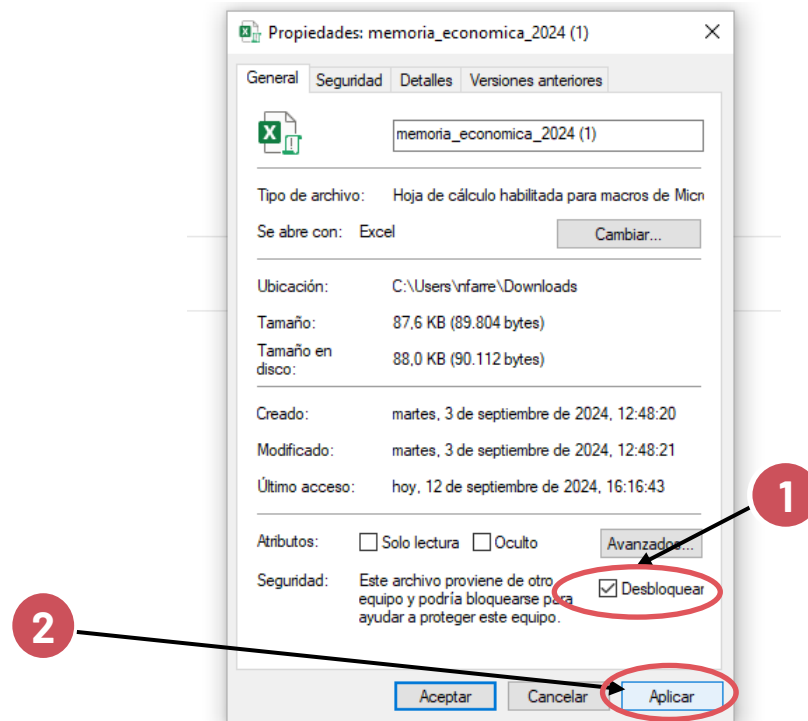 Propiedades: memoria_economica_2024 (1)
General Seguridad Detalles Versiones anteriores
memoria_economica_2024 (1)
Tipo de archivo: Hoja de cálculo habilitada para macros de Micr
Se abre con: Excel Cambiar...
Ubicación: C:\Users\nfarre\Downloads
Tamaño: 87,6 KB (89.804 bytes)
Tamaño en disco: 88,0 KB (90.112 bytes)
Creado: martes, 3 de septiembre de 2024, 12:48:20
Modificado: martes, 3 de septiembre de 2024, 12:48:21
Último acceso: hoy, 12 de septiembre de 2024, 16:16:43
1
Atributos: Solo lectura Oculto Avanzados...
Seguridad: Este archivo proviene de otro
equipo y podría bloquearse para
ayudar a proteger este equipo.
Desbloquear
2
Aceptar Cancelar Aplicar